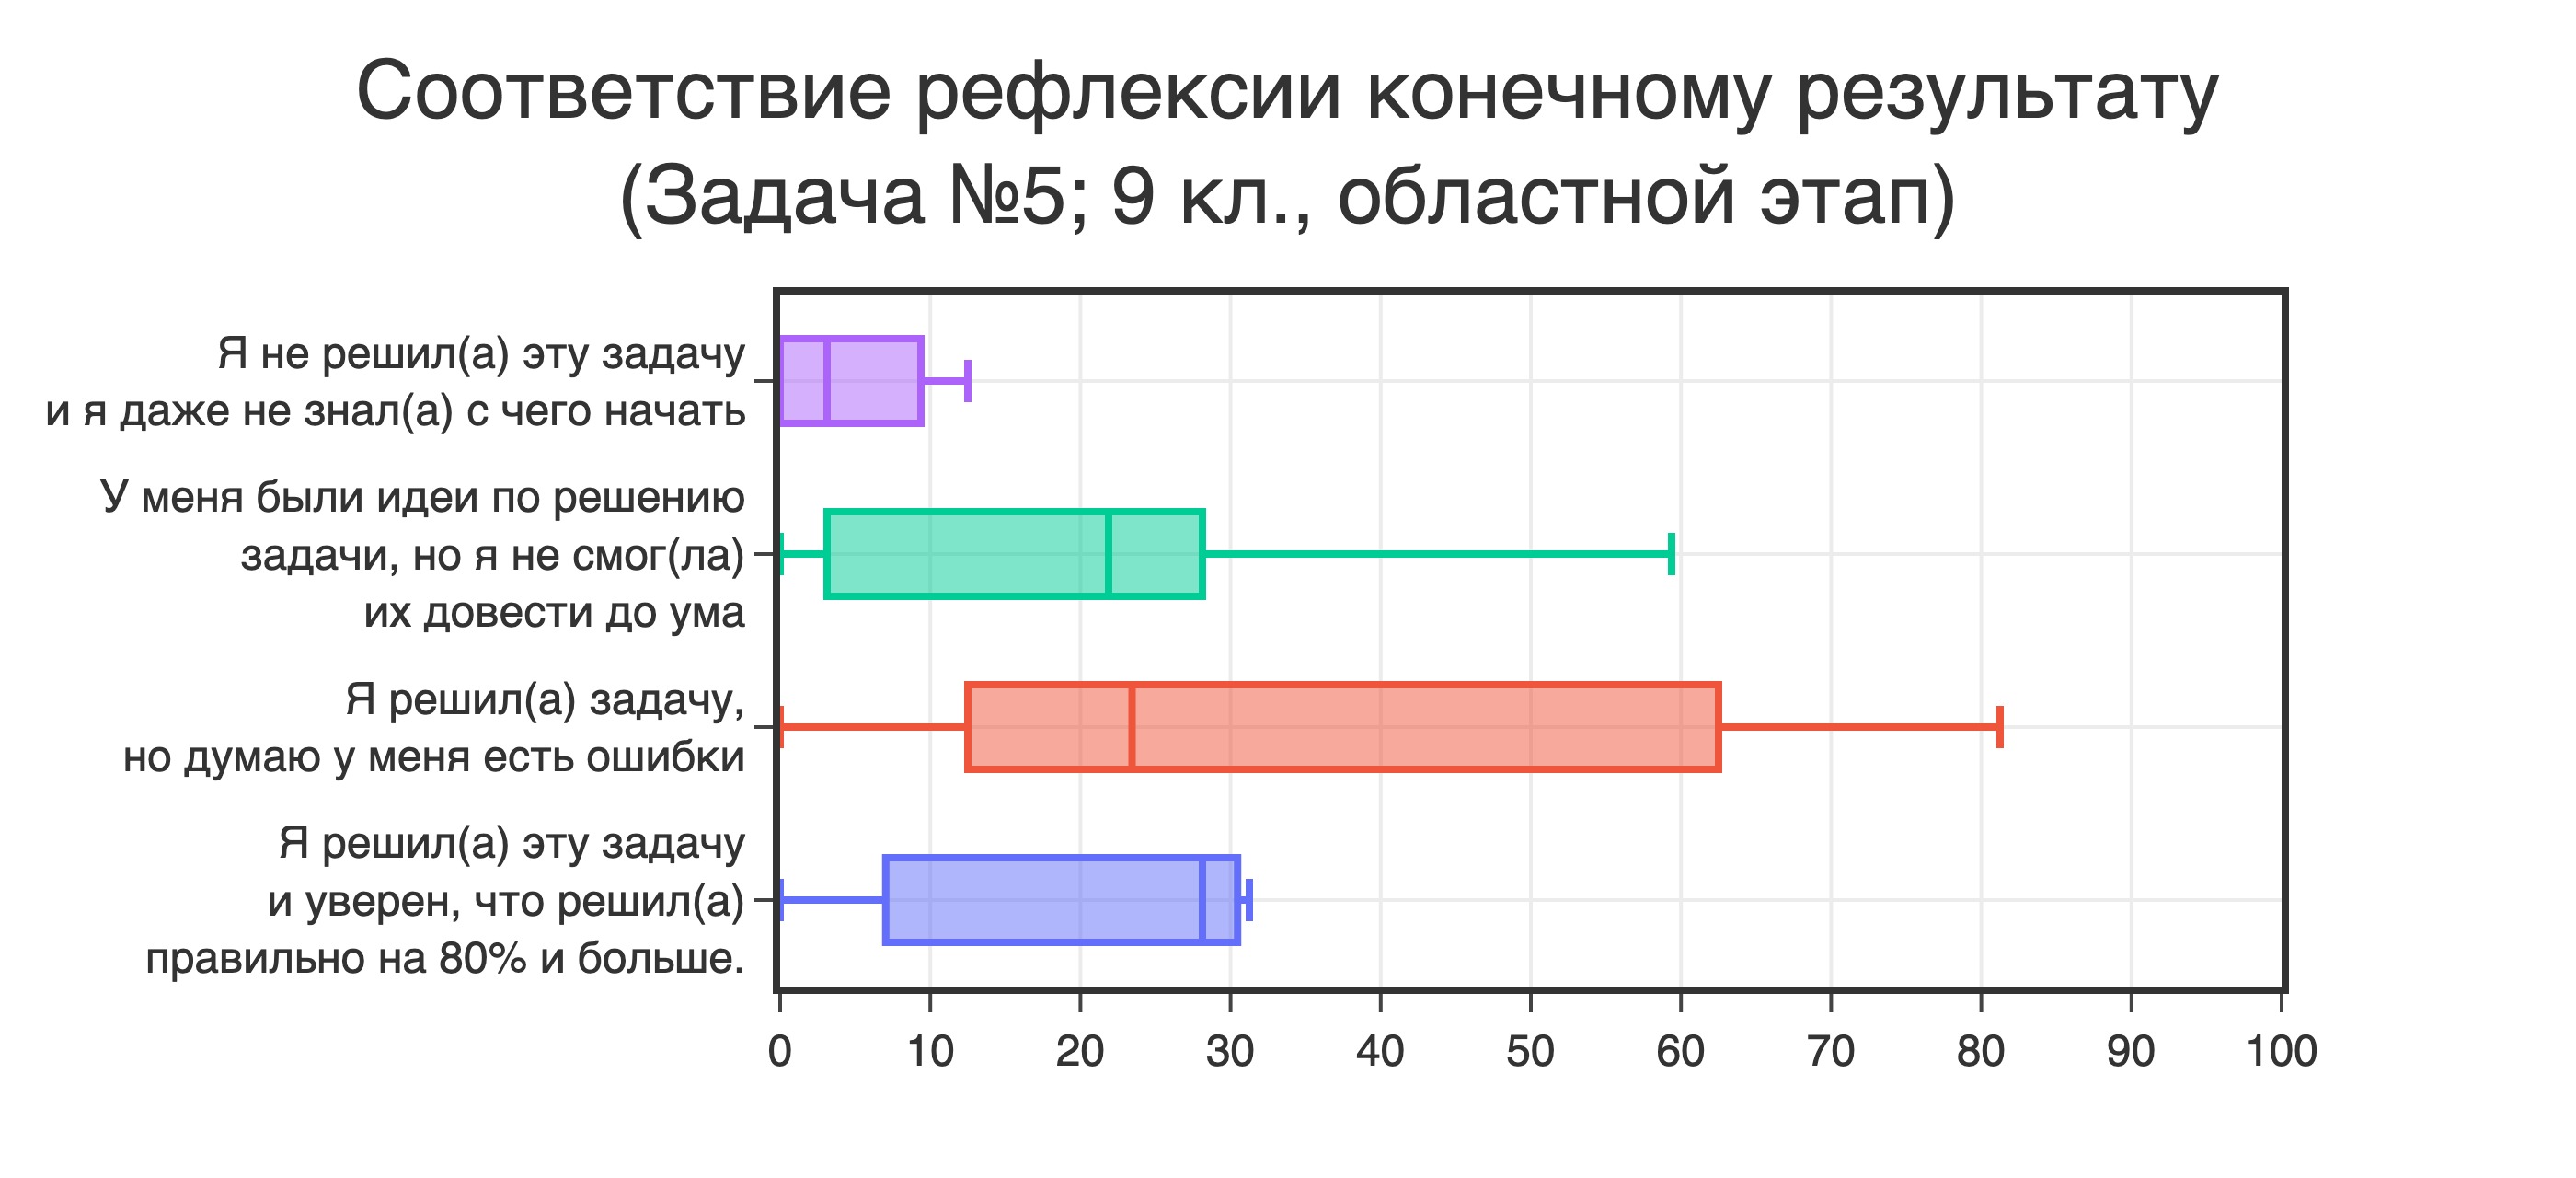 Соответствие рефлексии конечному результату
(Задача №5; 9 кл., областной этап)
Я не решил(а) эту задачу
и я даже не знал(а) с чего начать
У меня были идеи по решению
задачи, но я не смог(ла)
их довести до ума
Я решил(а) задачу,
но думаю у меня есть ошибки
Я решил(а) эту задачу
и уверен, что решил(а)
правильно на 80% и больше.
0 10 20 30 40 50 60 70 80 90 100